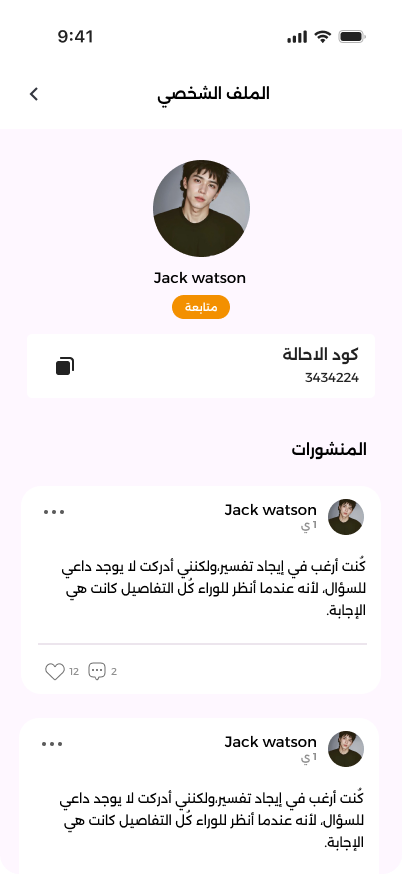 9:41
الملف الشخصي
Jack watson
متابعة
كود الاحالة
3434224
المنشورات
Jack watson
1 ي
كُنت أرغب في إيجاد تفسير,ولكنني أدركت لا يوجد داعي
للسؤال، لأنه عندما أنظر للوراء كُل التفاصيل كانت هي
الإجابة.
12
2
Jack watson
1 ي
كُنت أرغب في إيجاد تفسير,ولكنني أدركت لا يوجد داعي
للسؤال، لأنه عندما أنظر للوراء كُل التفاصيل كانت هي
الإجابة.